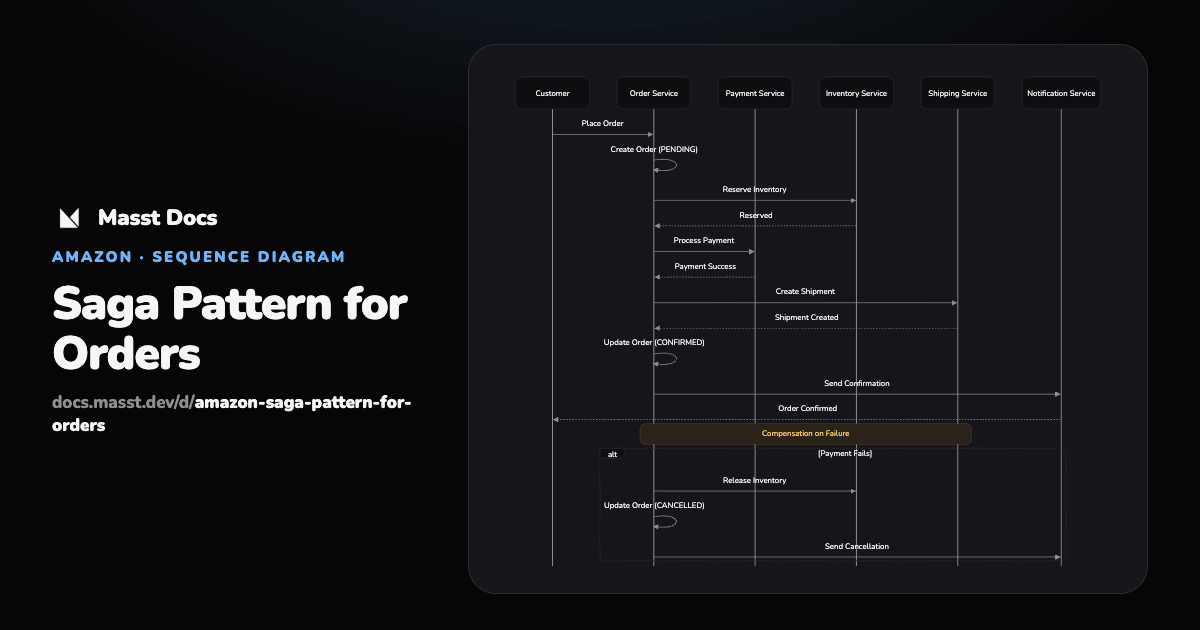 Masst Docs
AMAZON · SEQUENCE DIAGRAM
Saga Pattern for
Orders
docs.masst.dev/d/amazon-saga-pattern-for-
orders
Customer
Order Service
Payment Service
Inventory Service
Shipping Service
Notification Service
Place Order
Create Order (PENDING)
Reserve Inventory
Reserved
Process Payment
Payment Success
Create Shipment
Shipment Created
Update Order (CONFIRMED)
Send Confirmation
Order Confirmed
Compensation on Failure
alt
[Payment Fails]
Release Inventory
Update Order (CANCELLED)
Send Cancellation